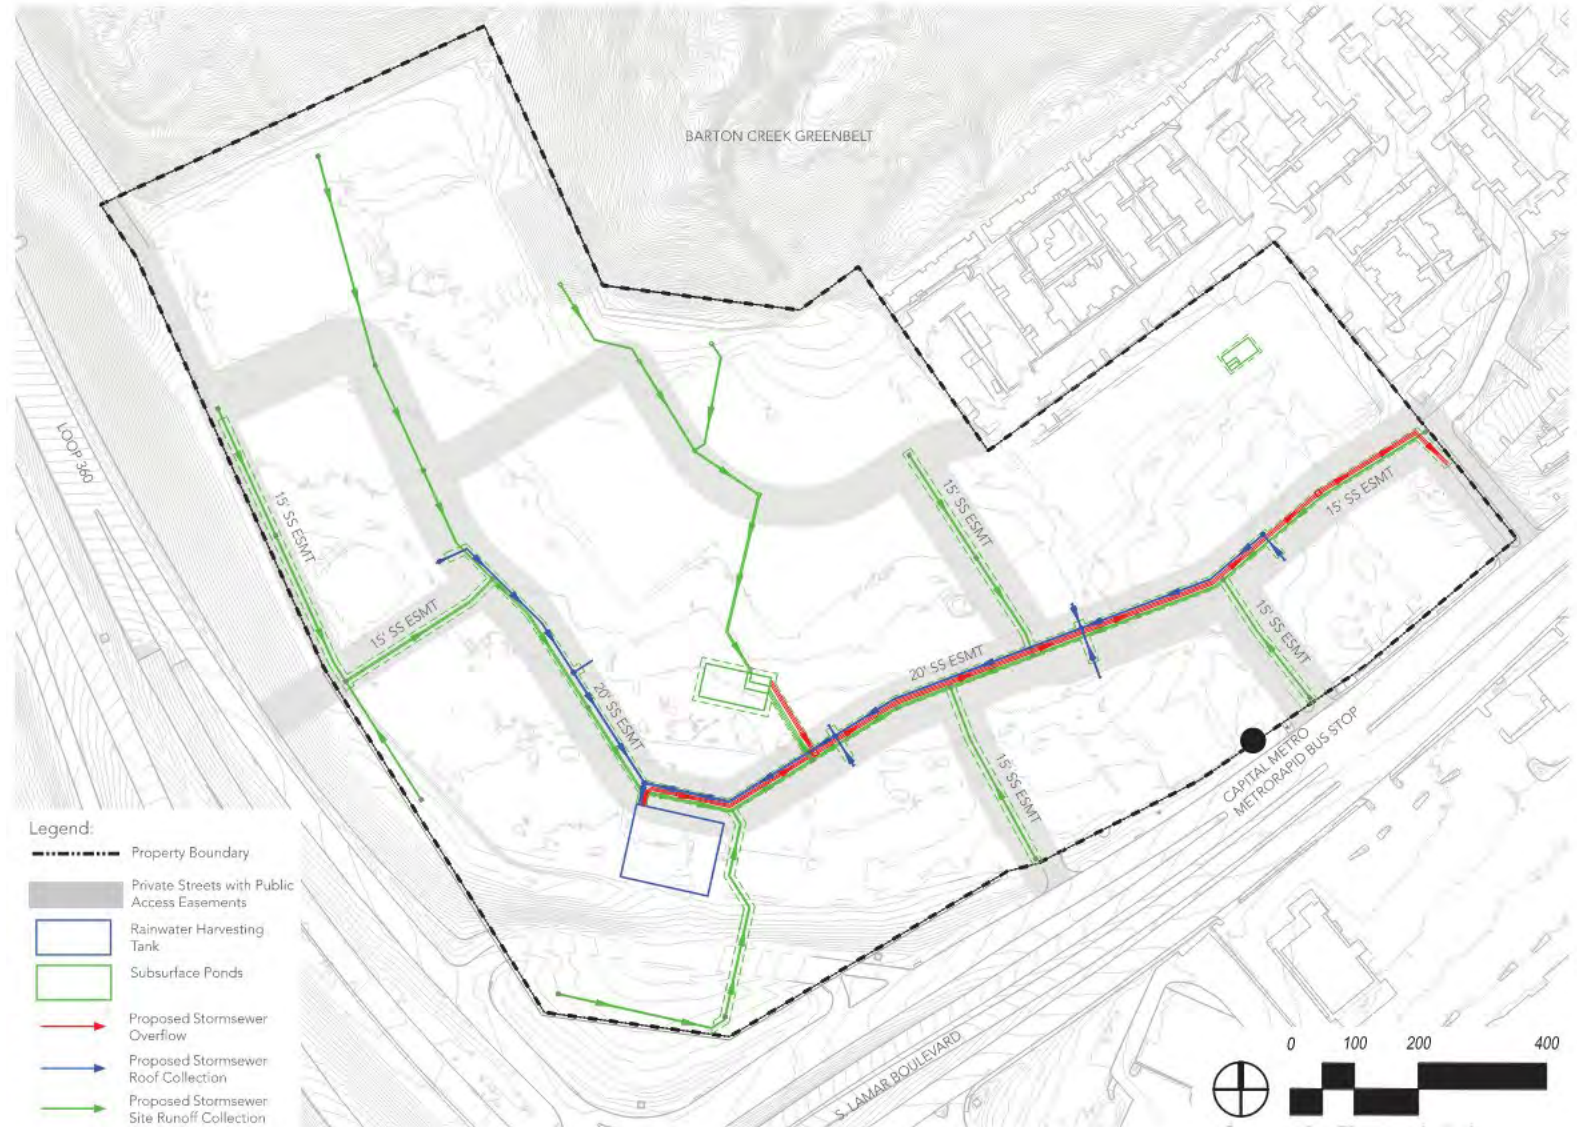 BARTON CREEK GREENBELT
LOOP 360
15' SS ESMT
15' SS ESMT
15' SS ESMT
15' SS ESMT
20' SS ESMT
20' SS ESMT
15' SS ESMT
15' SS ESMT
CAPITAL METRO
METRORAPID BUS STOP
S. LAMAR BOULEVARD
Legend:
Property Boundary
Private Streets with Public
Access Easements
Rainwater Harvesting
Tank
Subsurface Ponds
Proposed Stormsewer
Overflow
Proposed Stormsewer
Roof Collection
Proposed Stormsewer
Site Runoff Collection
0 100 200 400